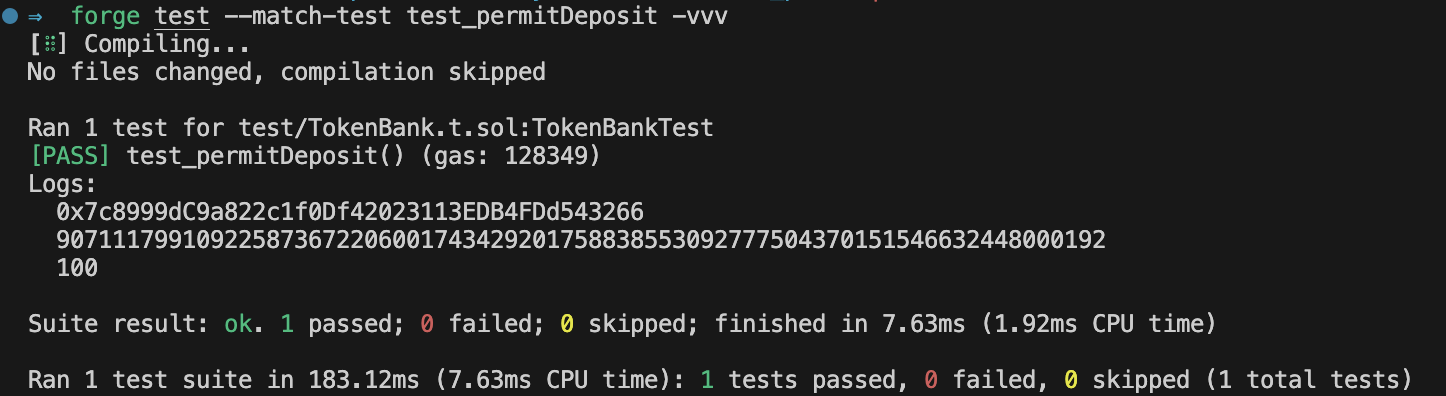 ⇒ forge test --match-test test_permitDeposit -vvv
[⠿] Compiling...
No files changed, compilation skipped
Ran 1 test for test/TokenBank.t.sol:TokenBankTest
[PASS] test_permitDeposit() (gas: 128349)
Logs:
0x7c8999dC9a822c1f0Df42023113EDB4FDd543266
90711179910922587367220600174342920175883855309277750437015154663244800019​2
100
Suite result: ok. 1 passed; 0 failed; 0 skipped; finished in 7.63ms (1.92ms CPU time)
Ran 1 test suite in 183.12ms (7.63ms CPU time): 1 tests passed, 0 failed, 0 skipped (1 total tests)